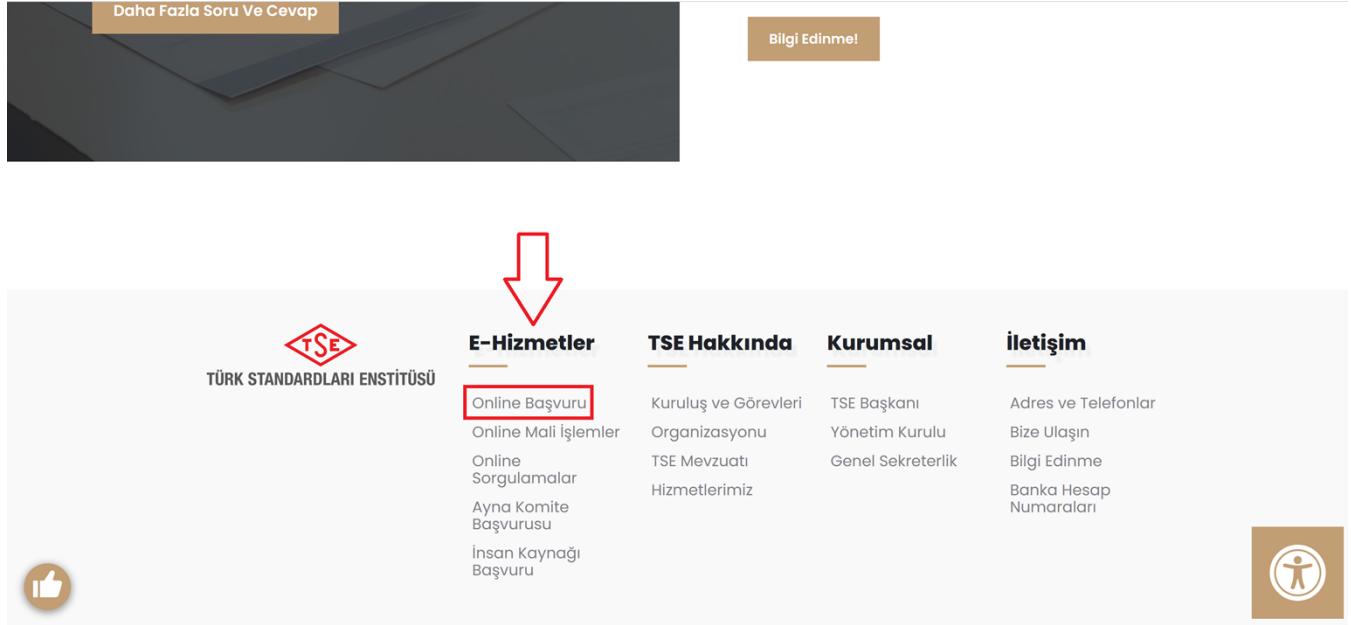 Daha Fazla Soru Ve Cevap
Bilgi Edinme!
TSE
TÜRK STANDARDLARI ENSTİTÜSÜ
E-Hizmetler
Online Başvuru
Online Mali İşlemler
Online
Sorgulamalar
Ayna Komite
Başvurusu
İnsan Kaynağı
Başvuru
TSE Hakkında
Kuruluş ve Görevleri
Organizasyonu
TSE Mevzuatı
Hizmetlerimiz
Kurumsal
TSE Başkanı
Yönetim Kurulu
Genel Sekreterlik
İletişim
Adres ve Telefonlar
Bize Ulaşın
Bilgi Edinme
Banka Hesap
Numaraları